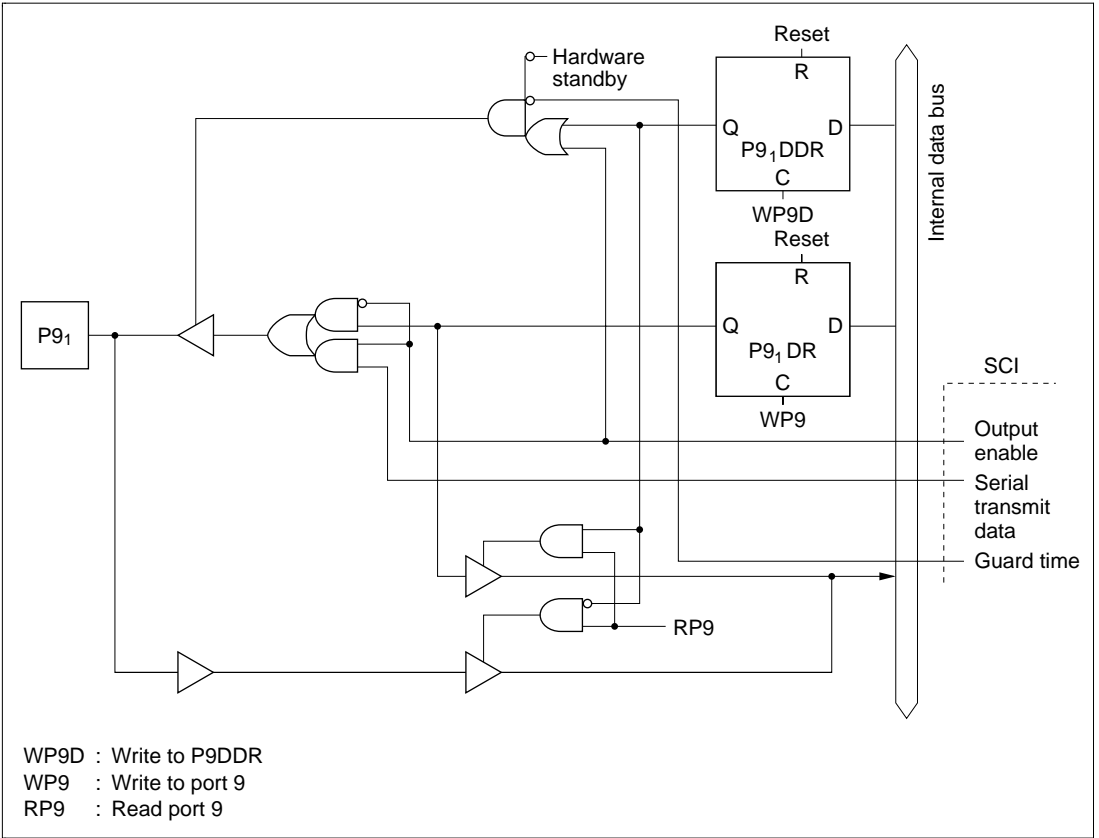 Reset
Hardware
standby
R
Q
D
P9₁DDR
C
WP9D
Internal data bus
Reset
R
Q
D
P9₁DR
C
WP9
P9₁
SCI
Output
enable
Serial
transmit
data
Guard time
RP9
WP9D : Write to P9DDR
WP9 : Write to port 9
RP9 : Read port 9